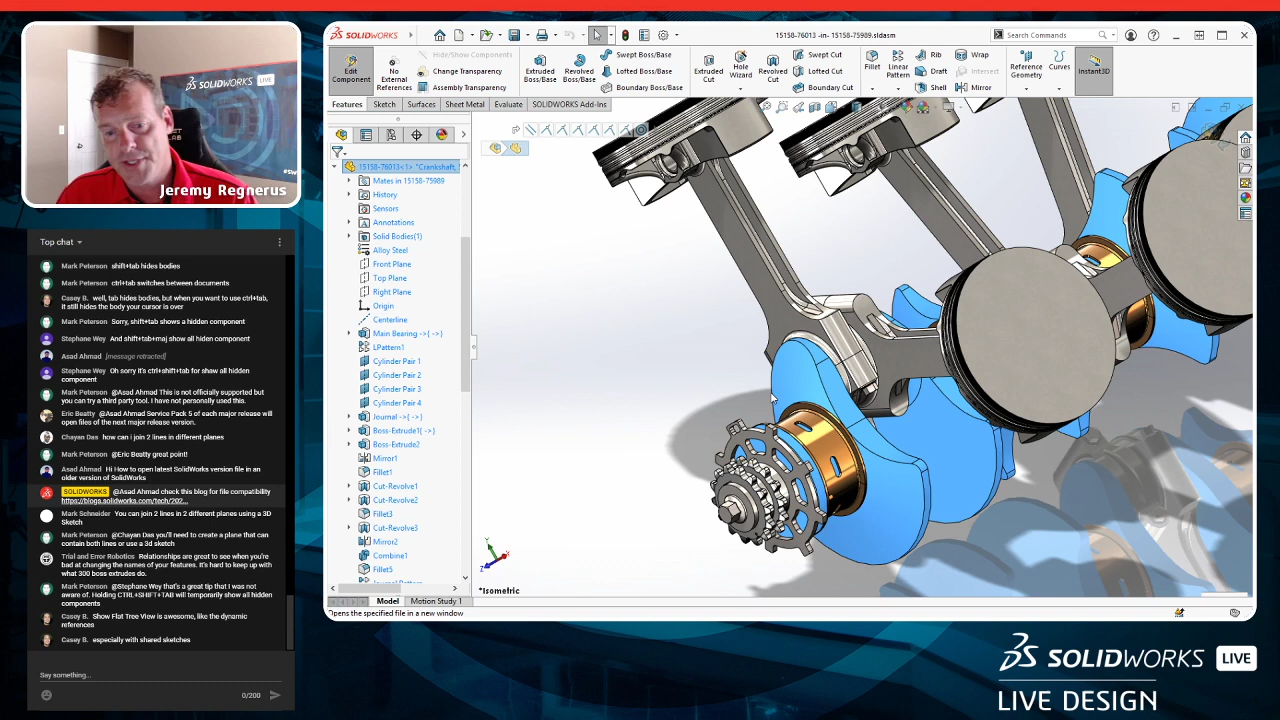 SOLIDWORKS
LIVE
#SW
Jeremy Regnerus
Top chat
Mark Peterson shift+tab hides bodies
Mark Peterson ctrl+tab switches between documents
Casey B. well, tab hides bodies, but when you want to use ctrl+tab,
it still hides the body your cursor is over
Mark Peterson Sorry, shift+tab shows a hidden component
Stephane Wey And shift+tab+maj show all hiden component
Asad Ahmad [message retracted]
Stephane Wey Oh sorry it's ctrl+shift+tab for shaw all hidden
component
Mark Peterson @Asad Ahmad This is not officially supported but
you can try a third party tool. I have not personally used this.
Eric Beatty @Asad Ahmad Service Pack 5 of each major release will
open files of the next major release version.
Chayan Das how can i join 2 lines in different planes
Mark Peterson @Eric Beatty great point!
Asad Ahmad Hi How to open latest SolidWorks version file in an
older version of SolidWorks
SOLIDWORKS @Asad Ahmad check this blog for file compatibility
https://blogs.solidworks.com/tech/202...
Mark Schneider You can join 2 lines in 2 different planes using a 3D
Sketch
Mark Peterson @Chayan Das you'll need to create a plane that
can contain both lines or use a 3d sketch
Trial and Error Robotics Relationships are great to see when you're
bad at changing the names of your features. It's hard to keep up with
what 300 boss extrudes do.
Mark Peterson @Stephane Wey that's a great tip that I was not
aware of. Holding CTRL+SHIFT+TAB will temporarily show all hidden
components
Casey B. Show Flat Tree View is awesome, like the dynamic
references
Casey B. especially with shared sketches
Say something...
0/200
SOLIDWORKS
15158-76013 -in- 15158-75989.sldasm
Search Commands
Edit
Component
No
External
References
Hide/Show Components
Change Transparency
Assembly Transparency
Extruded
Boss/Base
Revolved
Boss/Base
Swept Boss/Base
Lofted Boss/Base
Boundary Boss/Base
Extruded
Cut
Hole
Wizard
Revolved
Cut
Swept Cut
Lofted Cut
Boundary Cut
Fillet
Linear
Pattern
Rib
Draft
Shell
Wrap
Intersect
Mirror
Reference
Geometry
Curves
Instant3D
Features
Sketch
Surfaces
Sheet Metal
Evaluate
SOLIDWORKS Add-Ins
15158-76013<1> "Crankshaft,
Mates in 15158-75989
History
Sensors
Annotations
Solid Bodies(1)
Alloy Steel
Front Plane
Top Plane
Right Plane
Origin
Centerline
Main Bearing ->{ ->}
LPattern1
Cylinder Pair 1
Cylinder Pair 2
Cylinder Pair 3
Cylinder Pair 4
Journal ->{ ->}
Boss-Extrude1{ ->}
Boss-Extrude2
Mirror1
Fillet1
Cut-Revolve1
Cut-Revolve2
Fillet3
Cut-Revolve3
Mirror2
Combine1
Fillet5
Y
X
Z
*Isometric
Model
Motion Study 1
Opens the specified file in a new window
SOLIDWORKS LIVE
LIVE DESIGN